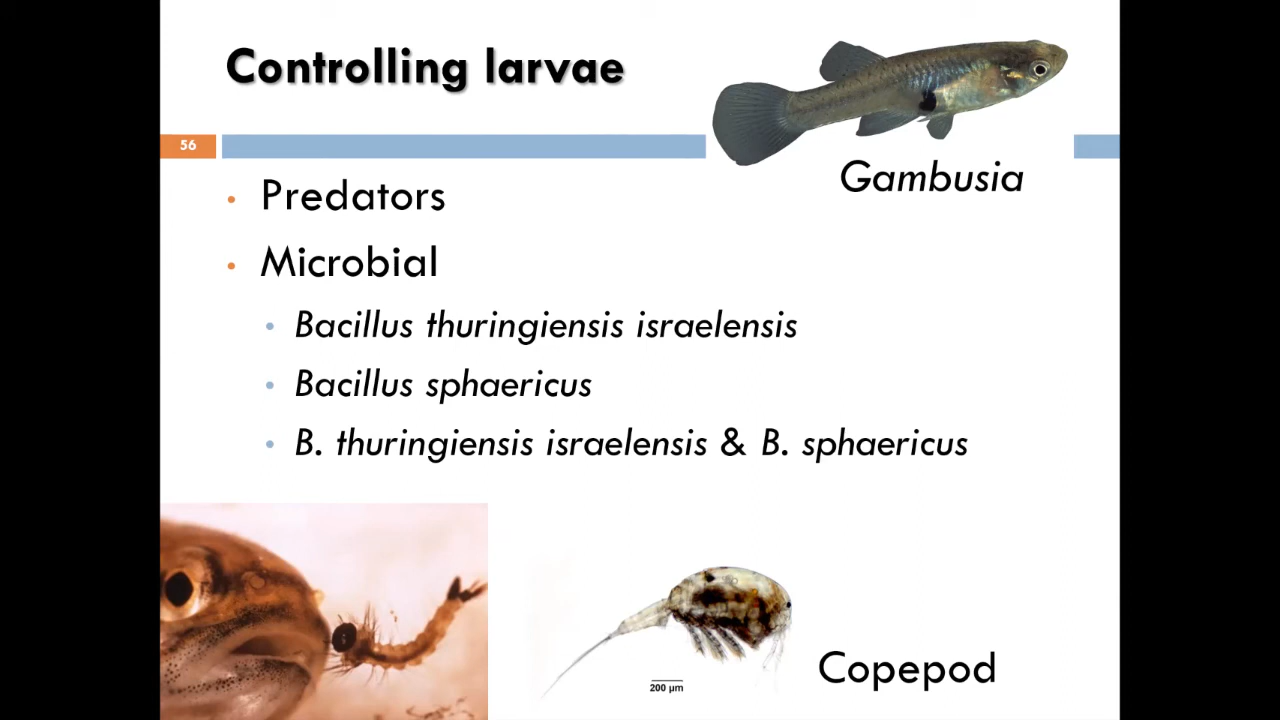 Controlling larvae
56
Gambusia
• Predators
• Microbial
• Bacillus thuringiensis israelensis
• Bacillus sphaericus
• B. thuringiensis israelensis & B. sphaericus
200 µm
Copepod